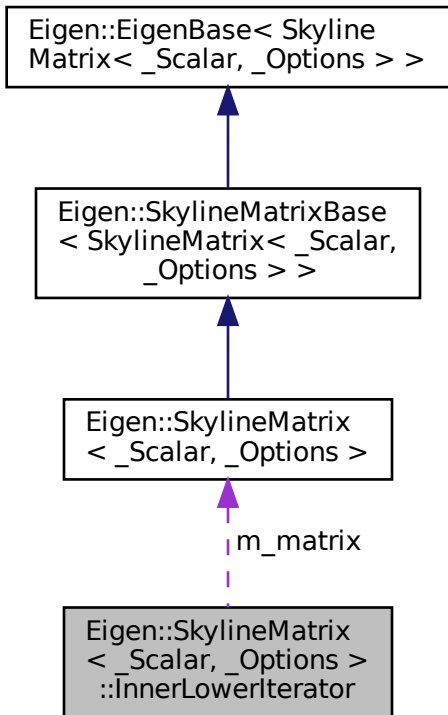 Eigen::EigenBase< Skyline
Matrix< _Scalar, _Options > >
Eigen::SkylineMatrixBase
< SkylineMatrix< _Scalar,
_Options > >
Eigen::SkylineMatrix
< _Scalar, _Options >
m_matrix
Eigen::SkylineMatrix
< _Scalar, _Options >
::InnerLowerIterator